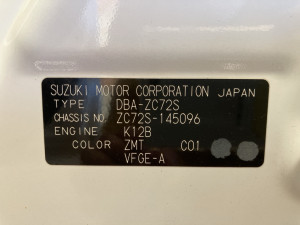 SUZUKI MOTOR CORPORATION JAPAN
TYPE DBA-ZC72S
CHASSIS NO. ZC72S-145096
ENGINE K12B
COLOR ZMT C01
VFGE-A